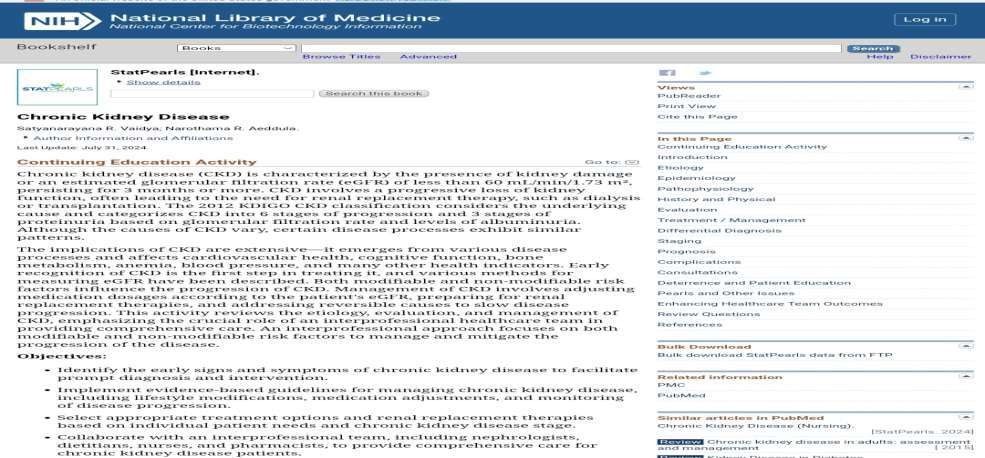 NIH National Library of Medicine
National Center for Biotechnology Information
Log in
Bookshelf
Books
Search
Browse Titles Advanced
Help Disclaimer
STATPEARLS
StatPearls [Internet].
Show details
Search this book
Chronic Kidney Disease
Satyanarayana R. Vaidya; Narothama R. Aeddula.
Author Information and Affiliations
Last Update: July 31, 2024.
Continuing Education Activity
Go to:
Chronic kidney disease (CKD) is characterized by the presence of kidney damage
or an estimated glomerular filtration rate (eGFR) of less than 60 mL/min/1.73 m²,
persisting for 3 months or more. CKD involves a progressive loss of kidney
function, often leading to the need for renal replacement therapy, such as dialysis
or transplantation. The 2012 KDIGO CKD classification considers the underlying
cause and categorizes CKD into 6 stages of progression and 3 stages of
proteinuria based on glomerular filtration rate and levels of albuminuria.
Although the causes of CKD vary, certain disease processes exhibit similar
patterns.
The implications of CKD are extensive—it emerges from various disease
processes and affects cardiovascular health, cognitive function, bone
metabolism, anemia, blood pressure, and many other health indicators. Early
recognition of CKD is the first step in treating it, and various methods for
measuring eGFR have been described. Both modifiable and non-modifiable risk
factors influence the progression of CKD. Management of CKD involves adjusting
medication dosages according to the patient's eGFR, preparing for renal
replacement therapies, and addressing reversible causes to slow disease
progression. This activity reviews the etiology, evaluation, and management of
CKD, emphasizing the crucial role of an interprofessional healthcare team in
providing comprehensive care. An interprofessional approach focuses on both
modifiable and non-modifiable risk factors to manage and mitigate the
progression of the disease.
Objectives:
Identify the early signs and symptoms of chronic kidney disease to facilitate
prompt diagnosis and intervention.
Implement evidence-based guidelines for managing chronic kidney disease,
including lifestyle modifications, medication adjustments, and monitoring
of disease progression.
Select appropriate treatment options and renal replacement therapies
based on individual patient needs and chronic kidney disease stage.
Collaborate with an interprofessional team, including nephrologists,
dietitians, nurses, and pharmacists, to provide comprehensive care for
chronic kidney disease patients.
Views
PubReader
Print View
Cite this Page
In this Page
Continuing Education Activity
Introduction
Etiology
Epidemiology
Pathophysiology
History and Physical
Evaluation
Treatment / Management
Differential Diagnosis
Staging
Prognosis
Complications
Consultations
Deterrence and Patient Education
Pearls and Other Issues
Enhancing Healthcare Team Outcomes
Review Questions
References
Bulk Download
Bulk download StatPearls data from FTP
Related information
PMC
PubMed
Similar articles in PubMed
Chronic Kidney Disease (Nursing).
[StatPearls. 2024]
Review Chronic kidney disease in adults: assessment
and management
[ 2015]